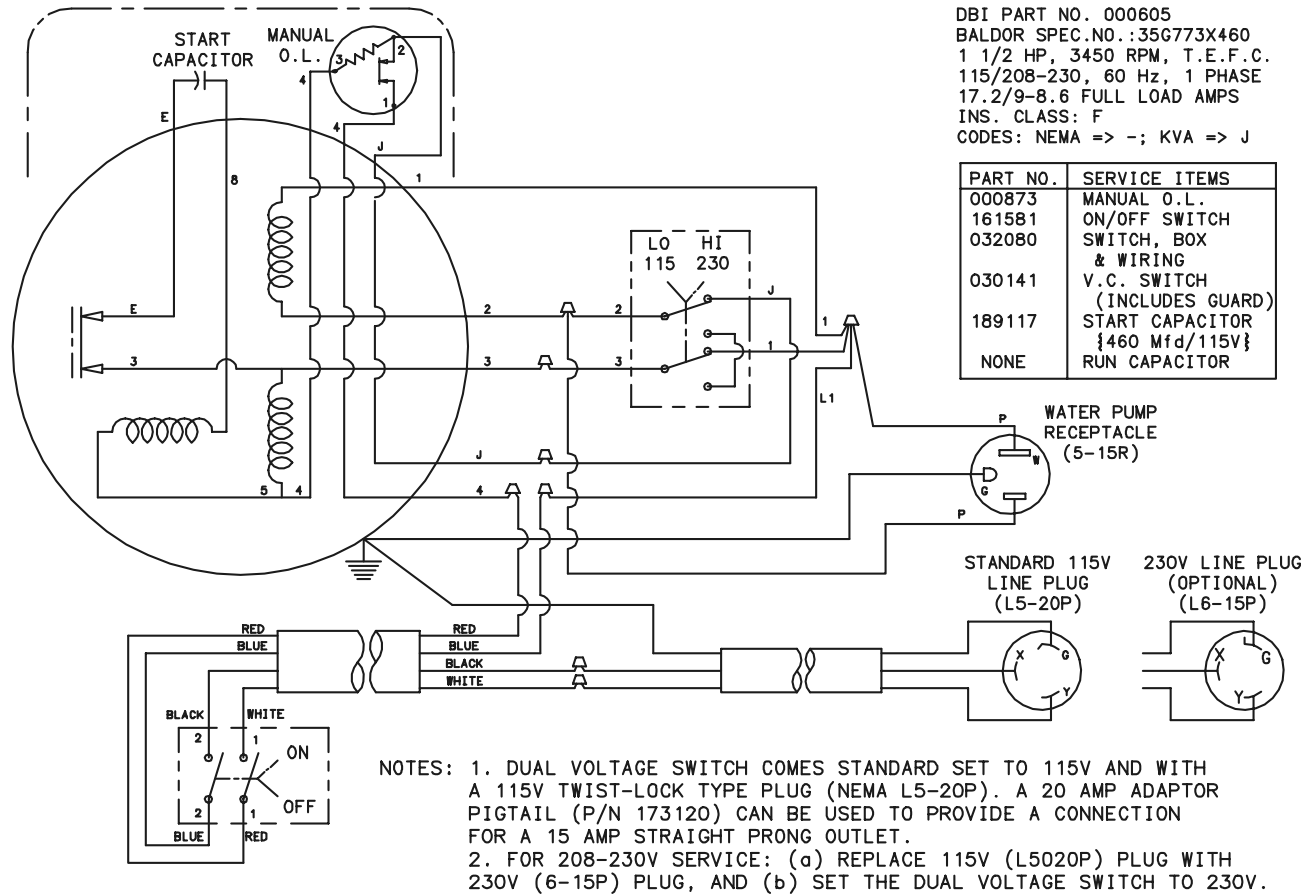 DBI PART NO. 000605
BALDOR SPEC.NO.:35G773X460
1 1/2 HP, 3450 RPM, T.E.F.C.
115/208-230, 60 Hz, 1 PHASE
17.2/9-8.6 FULL LOAD AMPS
INS. CLASS: F
CODES: NEMA => -; KVA => J
PART NO. SERVICE ITEMS
000873 MANUAL O.L.
161581 ON/OFF SWITCH
032080 SWITCH, BOX
& WIRING
030141 V.C. SWITCH
(INCLUDES GUARD)
189117 START CAPACITOR
{460 Mfd/115V}
NONE RUN CAPACITOR
START
CAPACITOR
MANUAL
O.L.
3
2
1
4
4
E
8
J
1
E
3
2
3
5 4
J
4
LO HI
115 230
2
3
J
1
1
L1
WATER PUMP
RECEPTACLE
(5-15R)
P
W
G
P
STANDARD 115V
LINE PLUG
(L5-20P)
X
G
Y
230V LINE PLUG
(OPTIONAL)
(L6-15P)
X
G
Y
RED
BLUE
RED
BLUE
BLACK
WHITE
BLACK
WHITE
2
1
ON
OFF
2
1
BLUE
RED
NOTES: 1. DUAL VOLTAGE SWITCH COMES STANDARD SET TO 115V AND WITH
A 115V TWIST-LOCK TYPE PLUG (NEMA L5-20P). A 20 AMP ADAPTOR
PIGTAIL (P/N 173120) CAN BE USED TO PROVIDE A CONNECTION
FOR A 15 AMP STRAIGHT PRONG OUTLET.
2. FOR 208-230V SERVICE: (a) REPLACE 115V (L5020P) PLUG WITH
230V (6-15P) PLUG, AND (b) SET THE DUAL VOLTAGE SWITCH TO 230V.